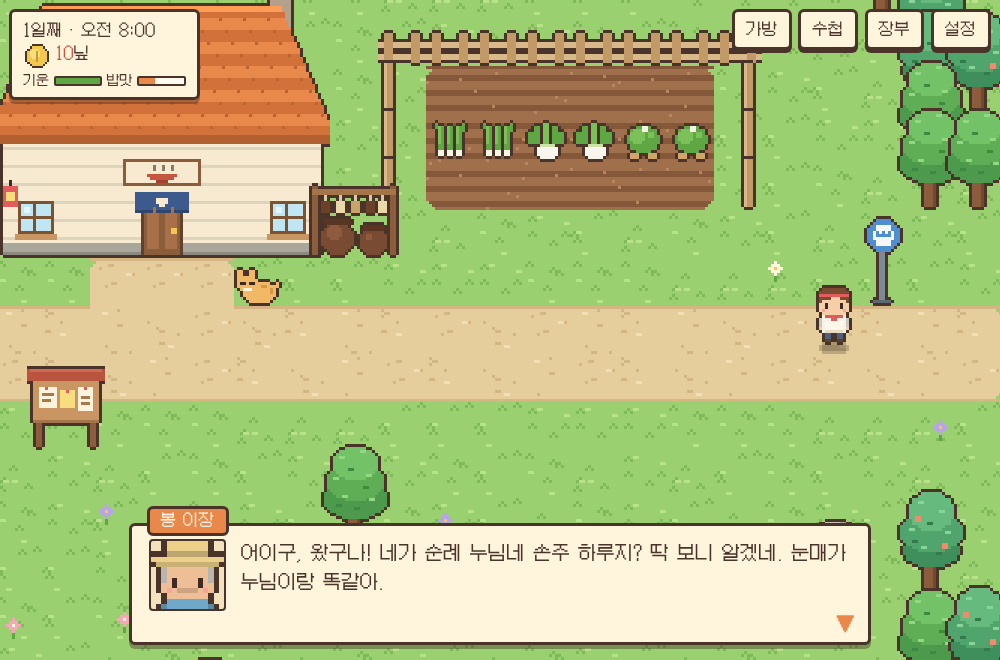 1일째 · 오전 8:00
10닢
기운 밥맛
가방 수첩 장부 설정
봉 이장
어이구, 왔구나! 네가 순례 누님네 손주 하루지? 딱 보니 알겠네. 눈매가
누님이랑 똑같아.